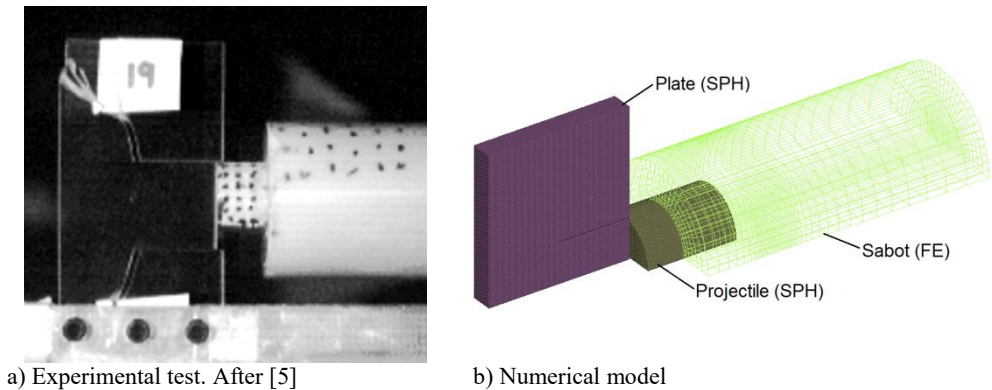 19
Plate (SPH)
Sabot (FE)
Projectile (SPH)
a) Experimental test. After [5]
b) Numerical model